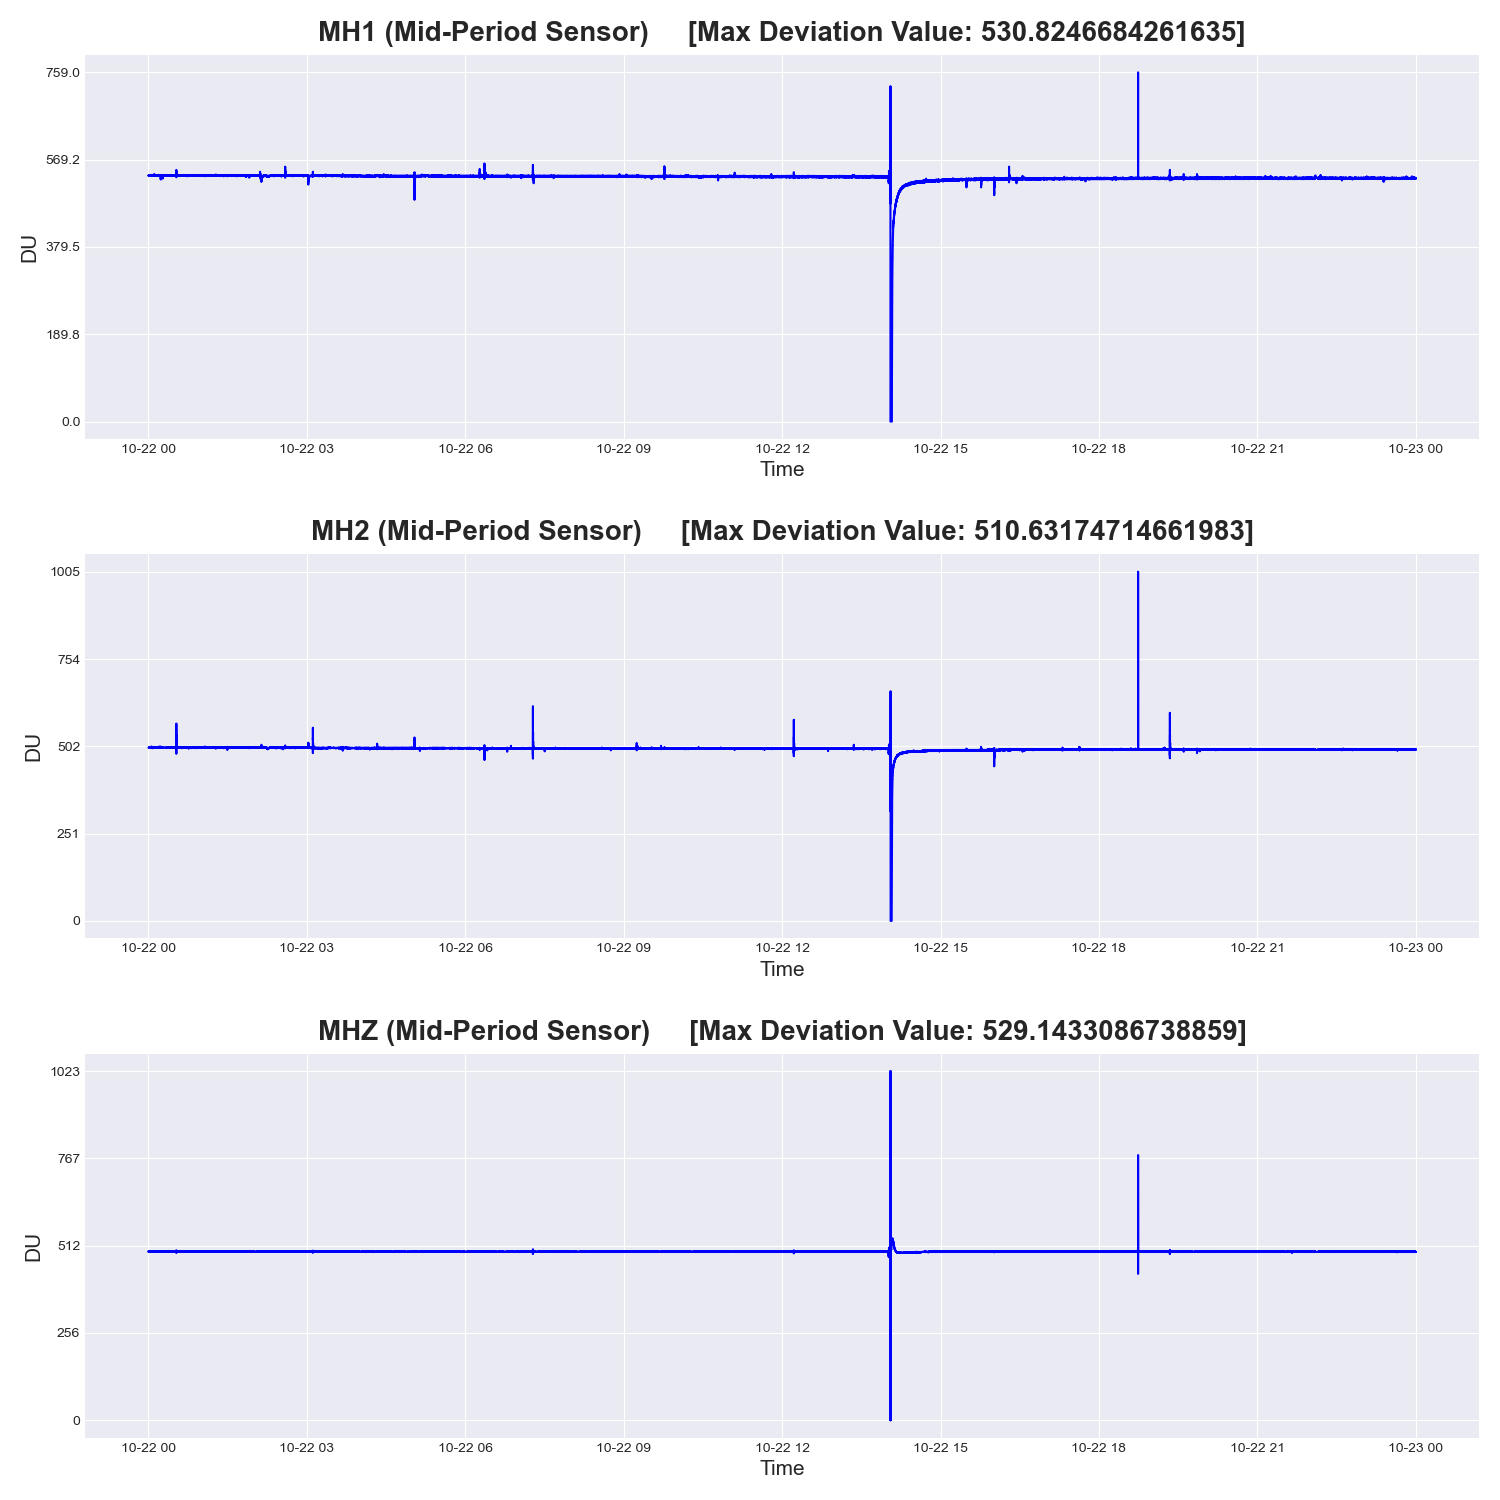 MH1 (Mid-Period Sensor) [Max Deviation Value: 530.8246684261635]
759.0
569.2
379.5
189.8
0.0
DU
10-22 00 10-22 03 10-22 06 10-22 09 10-22 12 10-22 15 10-22 18 10-22 21 10-23 00
Time
MH2 (Mid-Period Sensor) [Max Deviation Value: 510.63174714661983]
1005
754
502
251
0
DU
10-22 00 10-22 03 10-22 06 10-22 09 10-22 12 10-22 15 10-22 18 10-22 21 10-23 00
Time
MHZ (Mid-Period Sensor) [Max Deviation Value: 529.1433086738859]
1023
767
512
256
0
DU
10-22 00 10-22 03 10-22 06 10-22 09 10-22 12 10-22 15 10-22 18 10-22 21 10-23 00
Time